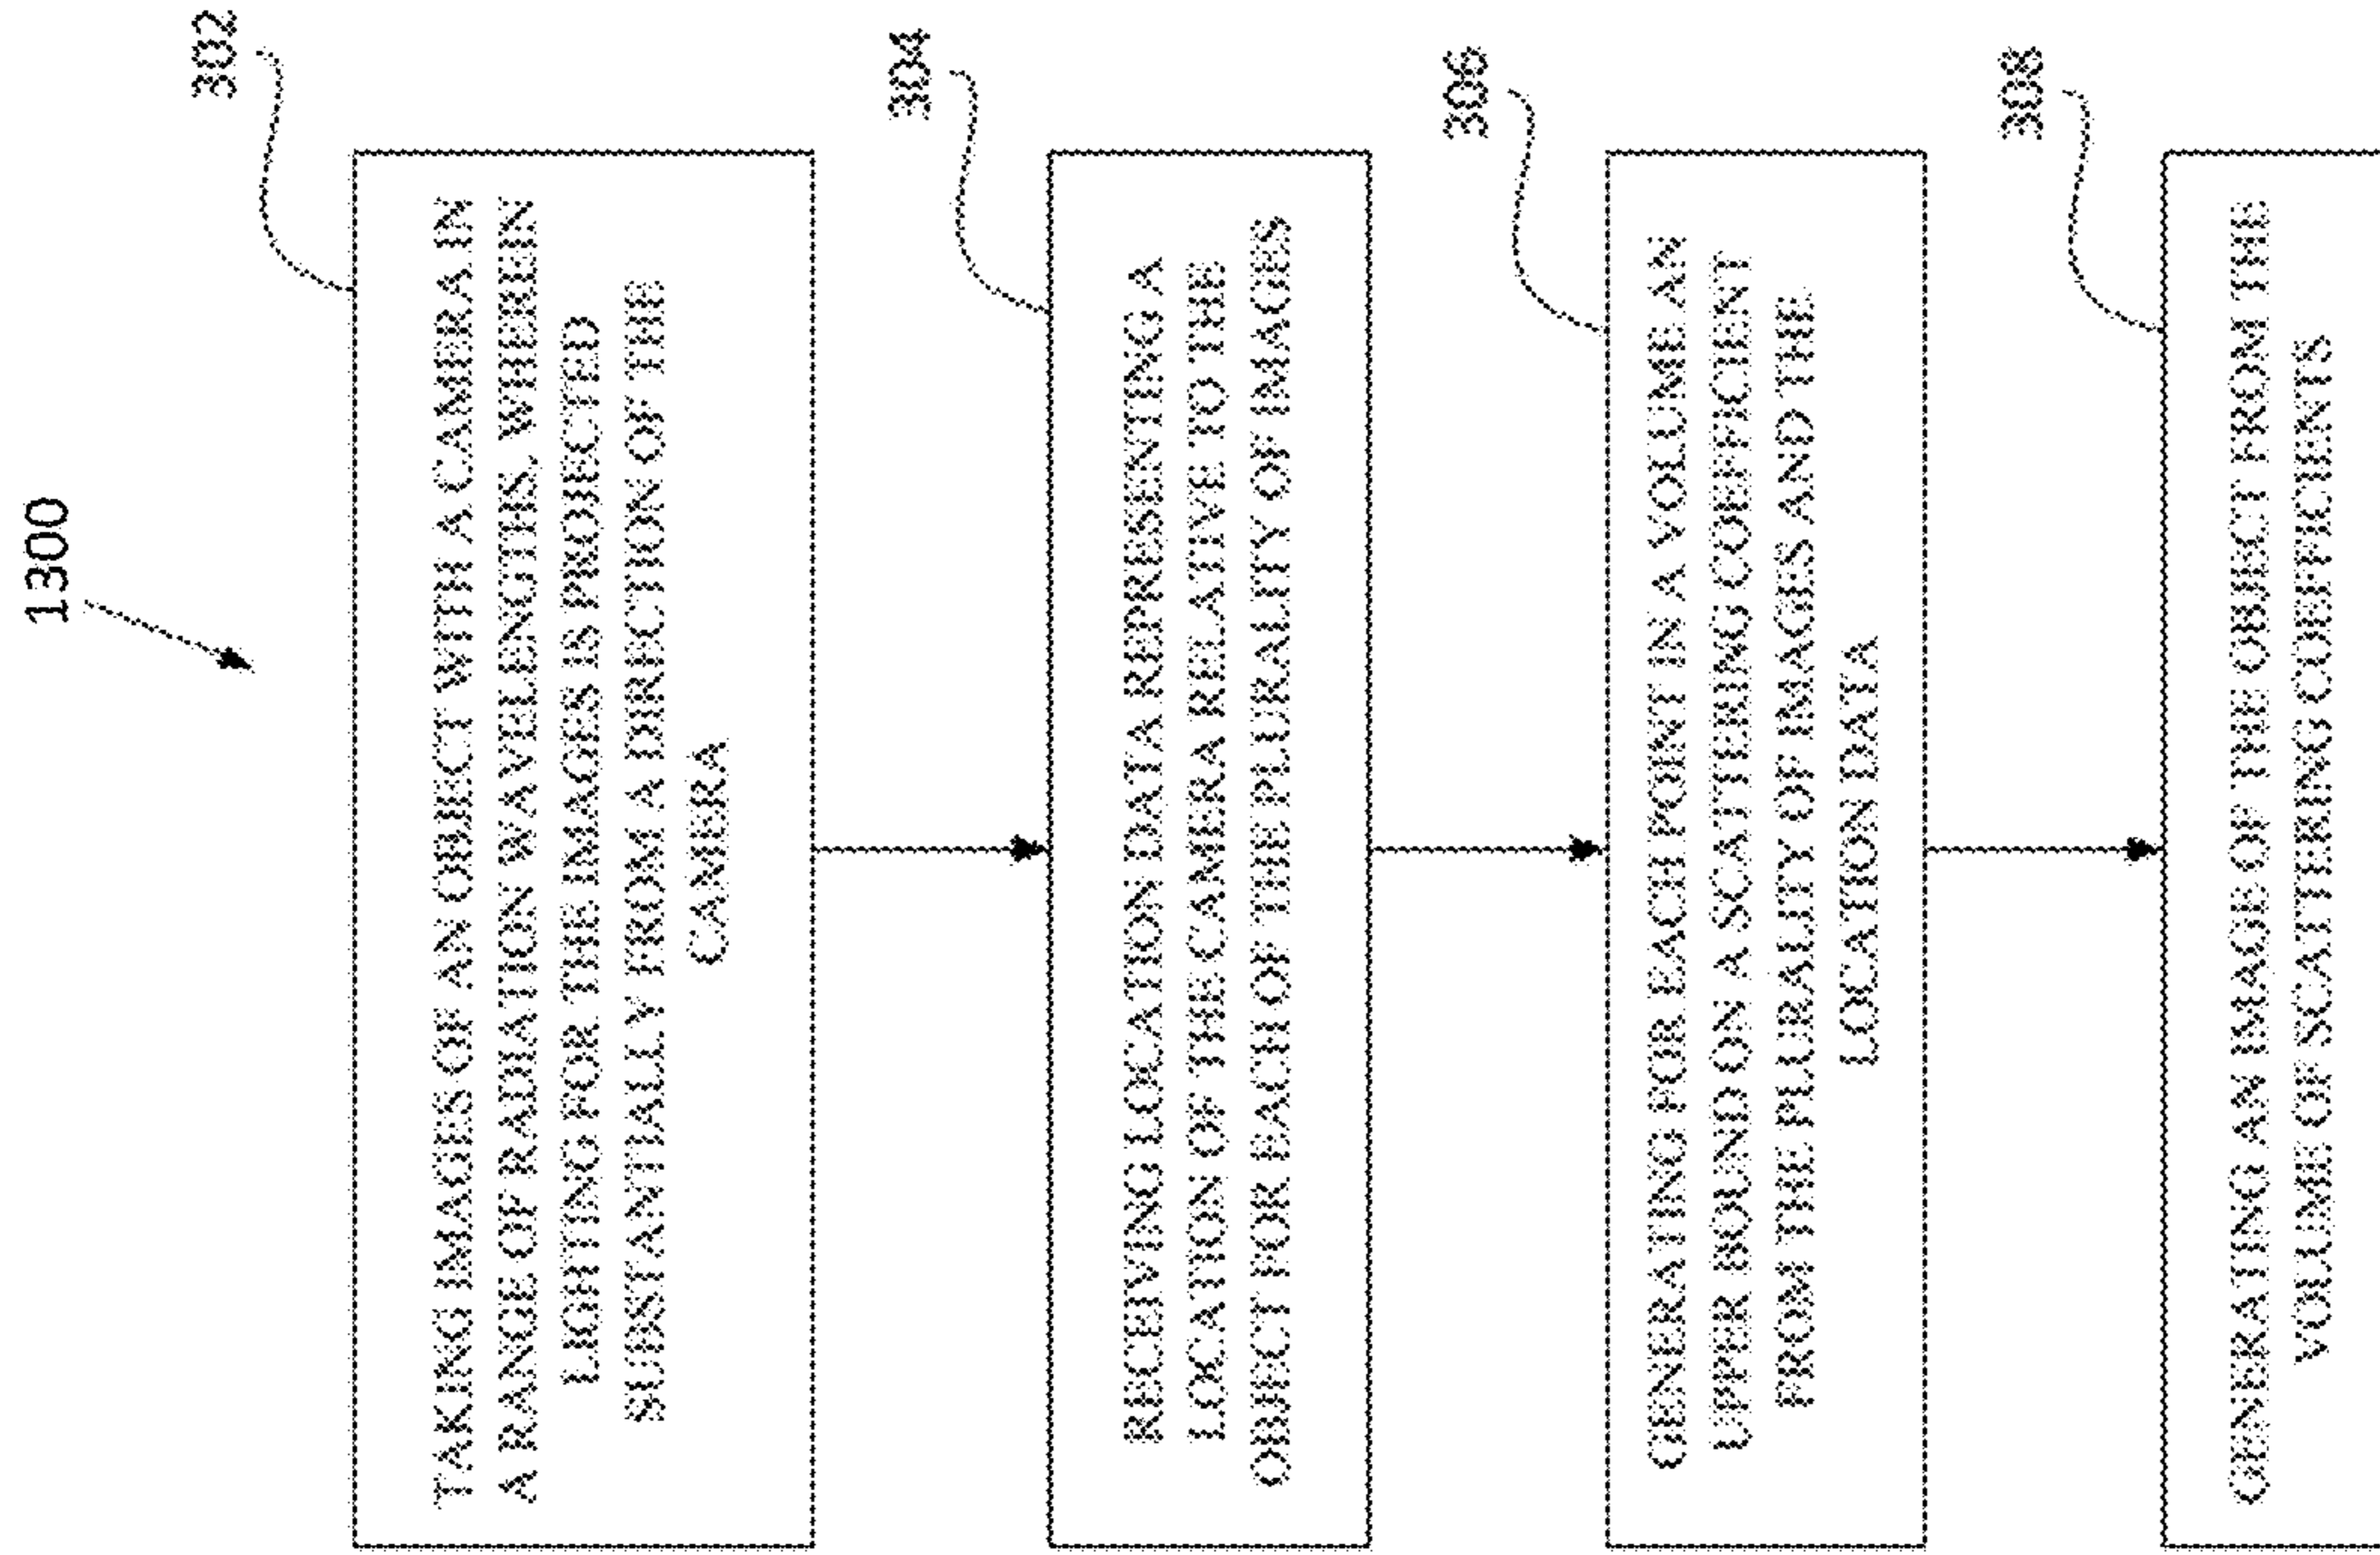 1300
302
TAKING IMAGES OF AN OBJECT WITH A CAMERA IN
A RANGE OF RADIATION WAVELENGTHS, WHEREIN
LIGHTING FOR THE IMAGES IS PROJECTED
SUBSTANTIALLY FROM A DIRECTION OF THE
CAMERA
304
RECEIVING LOCATION DATA REPRESENTING A
LOCATION OF THE CAMERA RELATIVE TO THE
OBJECT FOR EACH OF THE PLURALITY OF IMAGES
306
GENERATING FOR EACH POINT IN A VOLUME AN
UPPER BOUND ON A SCATTERING COEFFICIENT
FROM THE PLURALITY OF IMAGES AND THE
LOCATION DATA
308
GENERATING AN IMAGE OF THE OBJECT FROM THE
VOLUME OF SCATTERING COEFFICIENTS